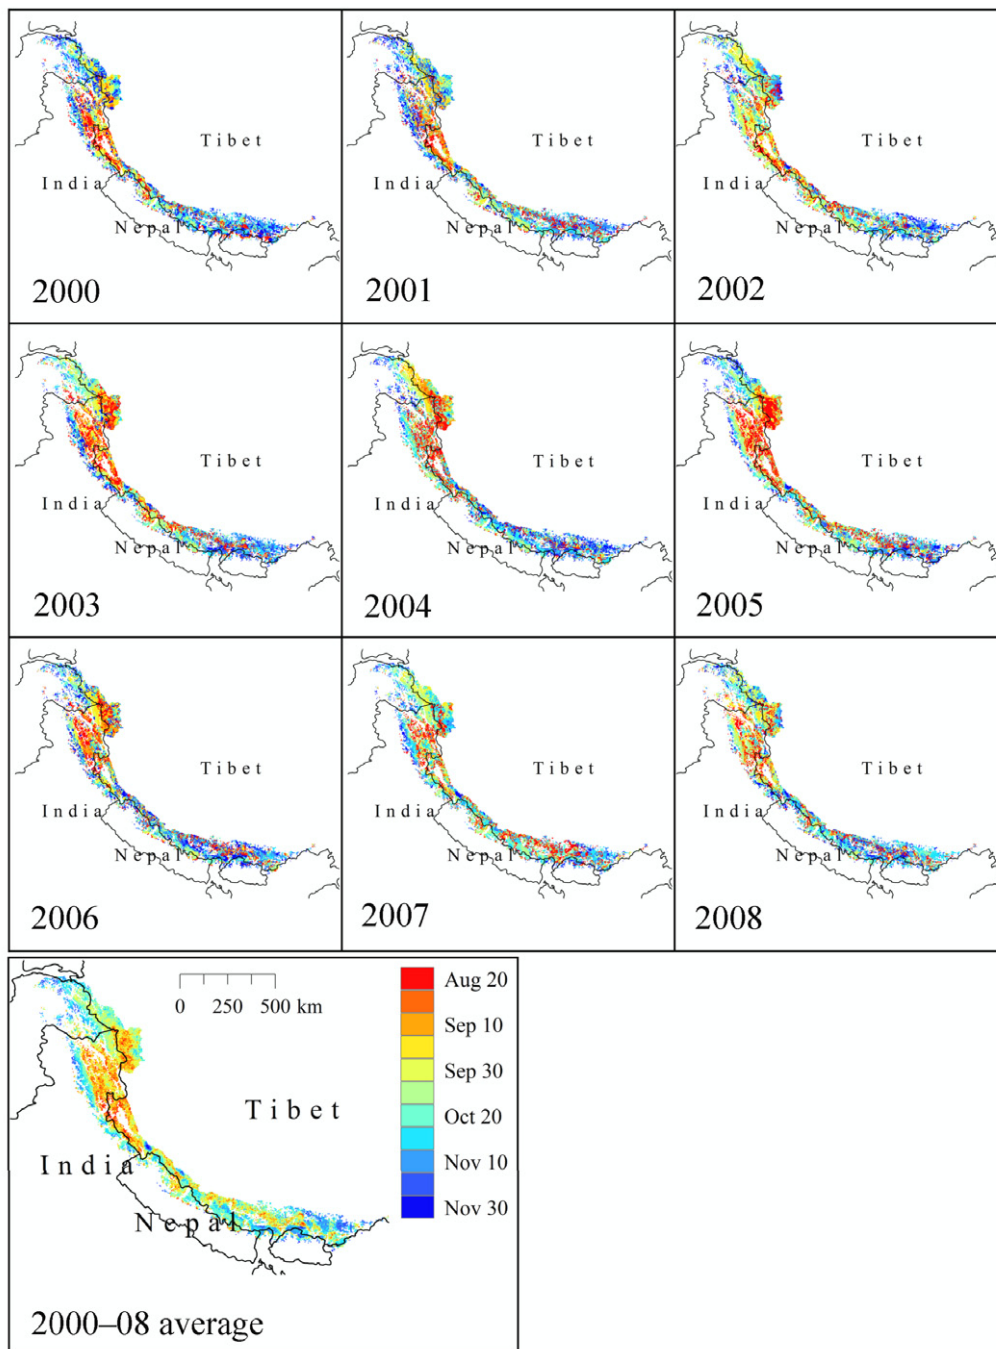 Tibet
India
Nepal
2000
Tibet
India
Nepal
2001
Tibet
India
Nepal
2002
Tibet
India
Nepal
2003
Tibet
India
Nepal
2004
Tibet
India
Nepal
2005
Tibet
India
Nepal
2006
Tibet
India
Nepal
2007
Tibet
India
Nepal
2008
0 250 500 km
Aug 20
Sep 10
Sep 30
Oct 20
Nov 10
Nov 30
Tibet
India
Nepal
2000–08 average